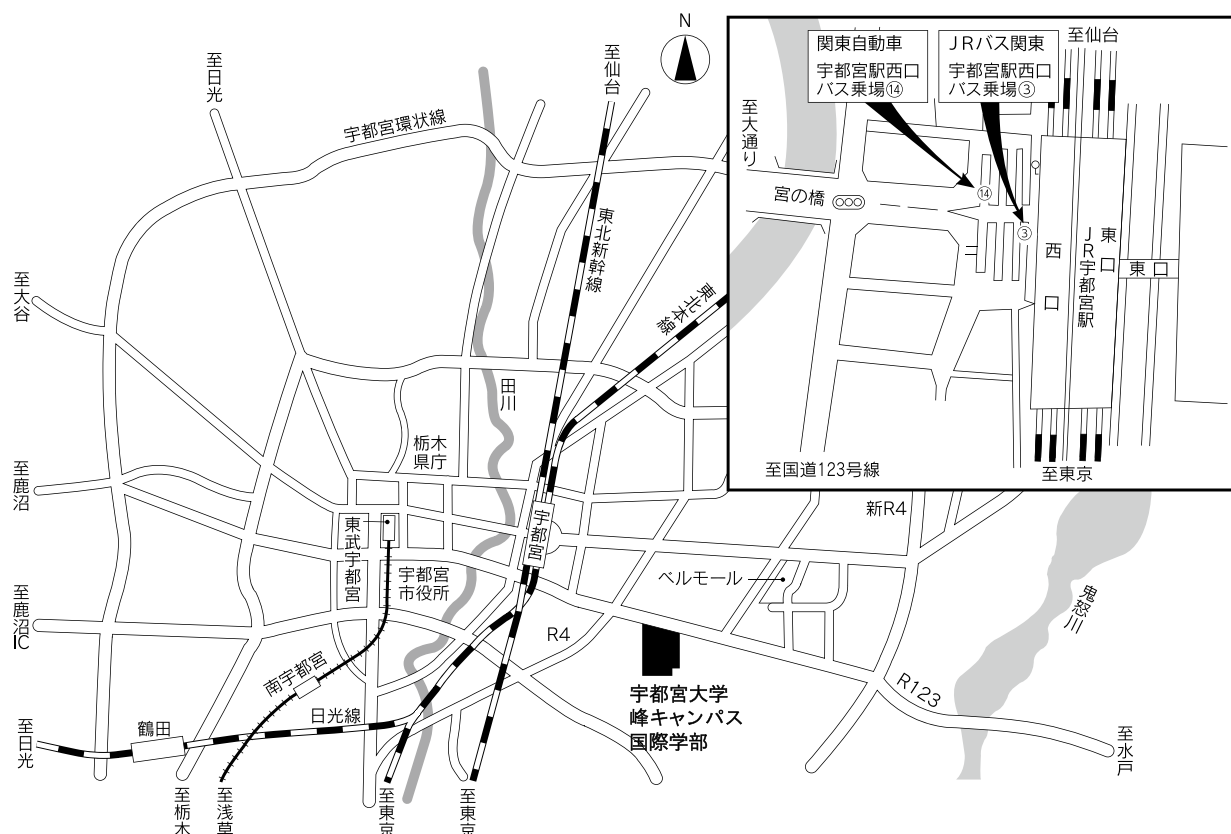 N
至日光
宇都宮環状線
至仙台
東北新幹線
東北本線
至大谷
田川
栃木
県庁
至鹿沼
東武宇都宮
宇都宮
市役所
宇都宮
至鹿沼
IC
南宇都宮
R4
新R4
ベルモール
鬼怒川
宇都宮大学
峰キャンパス
国際学部
R123
至水戸
日光線
鶴田
至日光
至栃木
至浅草
至東京
至東京
関東自動車
宇都宮駅西口
バス乗場⑭
JRバス関東
宇都宮駅西口
バス乗場③
至仙台
至大通り
宮の橋
⑭
③
西口
JR宇都宮駅
東口
東口
至国道123号線
至東京